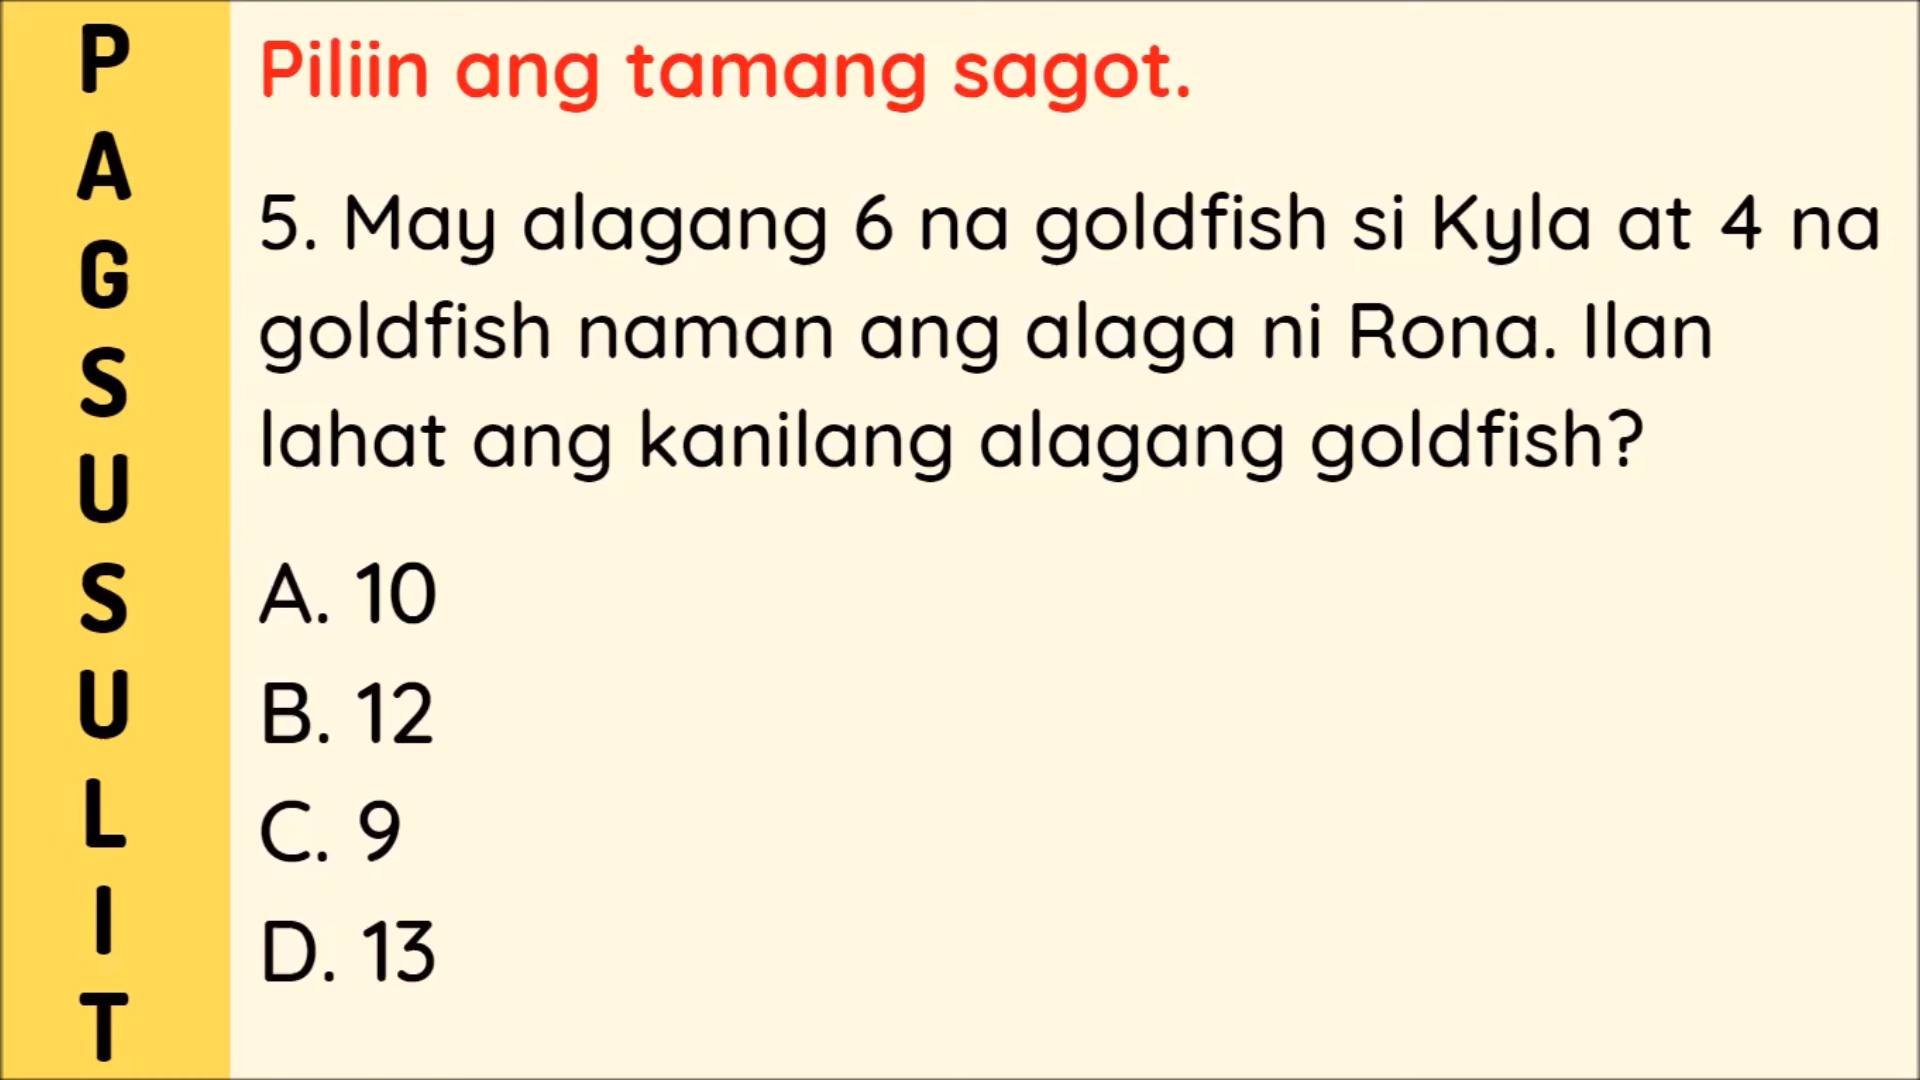 PAGSUSULIT
Piliin ang tamang sagot.
5. May alagang 6 na goldfish si Kyla at 4 na
goldfish naman ang alaga ni Rona. Ilan
lahat ang kanilang alagang goldfish?
A. 10
B. 12
C. 9
D. 13